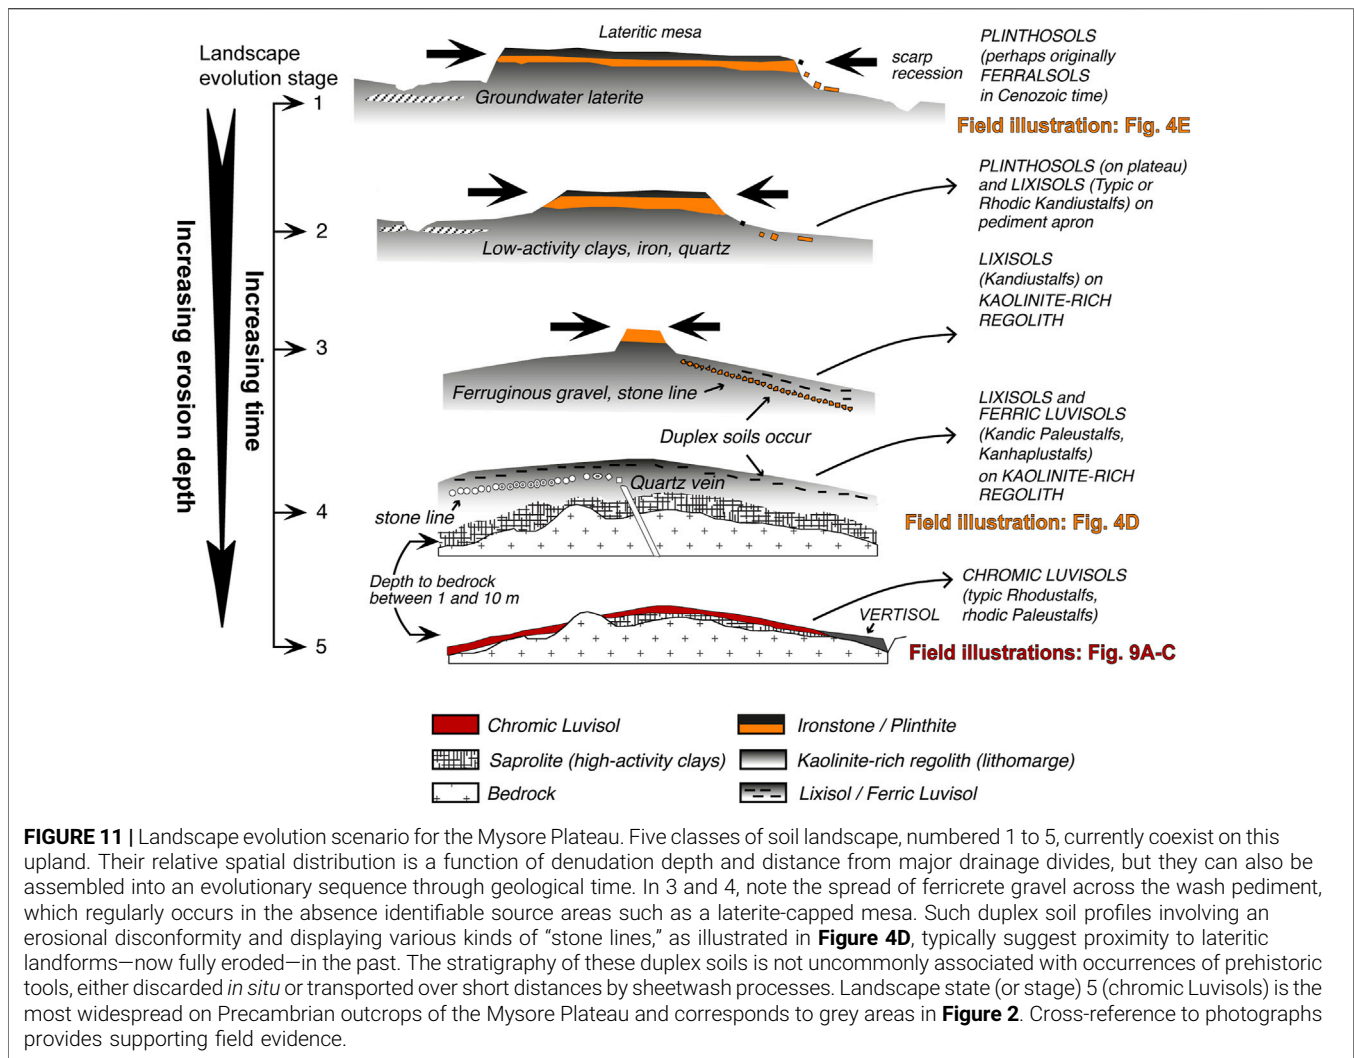 Landscape
evolution stage
Increasing erosion depth
Increasing time
1
2
3
4
5
Lateritic mesa
scarp
recession
Groundwater laterite
PLINTHOSOLS
(perhaps originally
FERRALSOLS
in Cenozoic time)
Field illustration: Fig. 4E
Low-activity clays, iron, quartz
PLINTHOSOLS (on plateau)
and LIXISOLS (Typic or
Rhodic Kandiustalfs) on
pediment apron
LIXISOLS
(Kandiustalfs) on
KAOLINITE-RICH
REGOLITH
Ferruginous gravel, stone line
Duplex soils occur
LIXISOLS and
FERRIC LUVISOLS
(Kandic Paleustalfs,
Kanhaplustalfs)
on KAOLINITE-RICH
REGOLITH
Field illustration: Fig. 4D
Quartz vein
stone line
Depth to bedrock
between 1 and 10 m
VERTISOL
CHROMIC LUVISOLS
(typic Rhodustalfs,
rhodic Paleustalfs)
Field illustrations: Fig. 9A-C
Chromic Luvisol
Ironstone / Plinthite
Saprolite (high-activity clays)
Kaolinite-rich regolith (lithomarge)
Bedrock
Lixisol / Ferric Luvisol
FIGURE 11 | Landscape evolution scenario for the Mysore Plateau. Five classes of soil landscape, numbered 1 to 5, currently coexist on this
upland. Their relative spatial distribution is a function of denudation depth and distance from major drainage divides, but they can also be
assembled into an evolutionary sequence through geological time. In 3 and 4, note the spread of ferricrete gravel across the wash pediment,
which regularly occurs in the absence identifiable source areas such as a laterite-capped mesa. Such duplex soil profiles involving an
erosional disconformity and displaying various kinds of “stone lines,” as illustrated in Figure 4D, typically suggest proximity to lateritic
landforms—now fully eroded—in the past. The stratigraphy of these duplex soils is not uncommonly associated with occurrences of prehistoric
tools, either discarded in situ or transported over short distances by sheetwash processes. Landscape state (or stage) 5 (chromic Luvisols) is the
most widespread on Precambrian outcrops of the Mysore Plateau and corresponds to grey areas in Figure 2. Cross-reference to photographs
provides supporting field evidence.